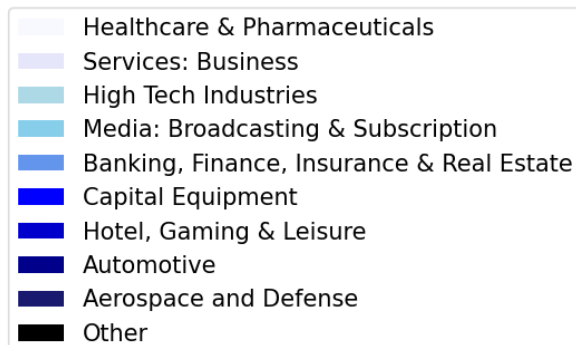 Healthcare & Pharmaceuticals
Services: Business
High Tech Industries
Media: Broadcasting & Subscription
Banking, Finance, Insurance & Real Estate
Capital Equipment
Hotel, Gaming & Leisure
Automotive
Aerospace and Defense
Other